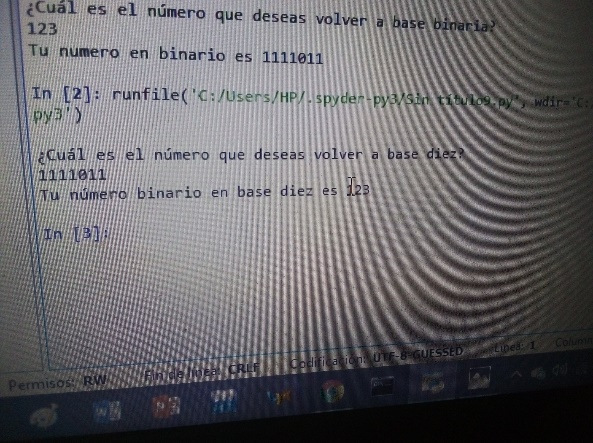 ¿Cuál es el número que deseas volver a base binaria?
123
Tu numero en binario es 1111011
In [2]: runfile('C:/Users/HP/.spyder-py3/Sin título9.py', wdir='C:
py3')
¿Cuál es el número que deseas volver a base diez?
1111011
Tu número binario en base diez es 123
In [3]:
Permisos: RW Fin de línea: CRLF Codificación: UTF-8-GUESSED Línea: 1 Column